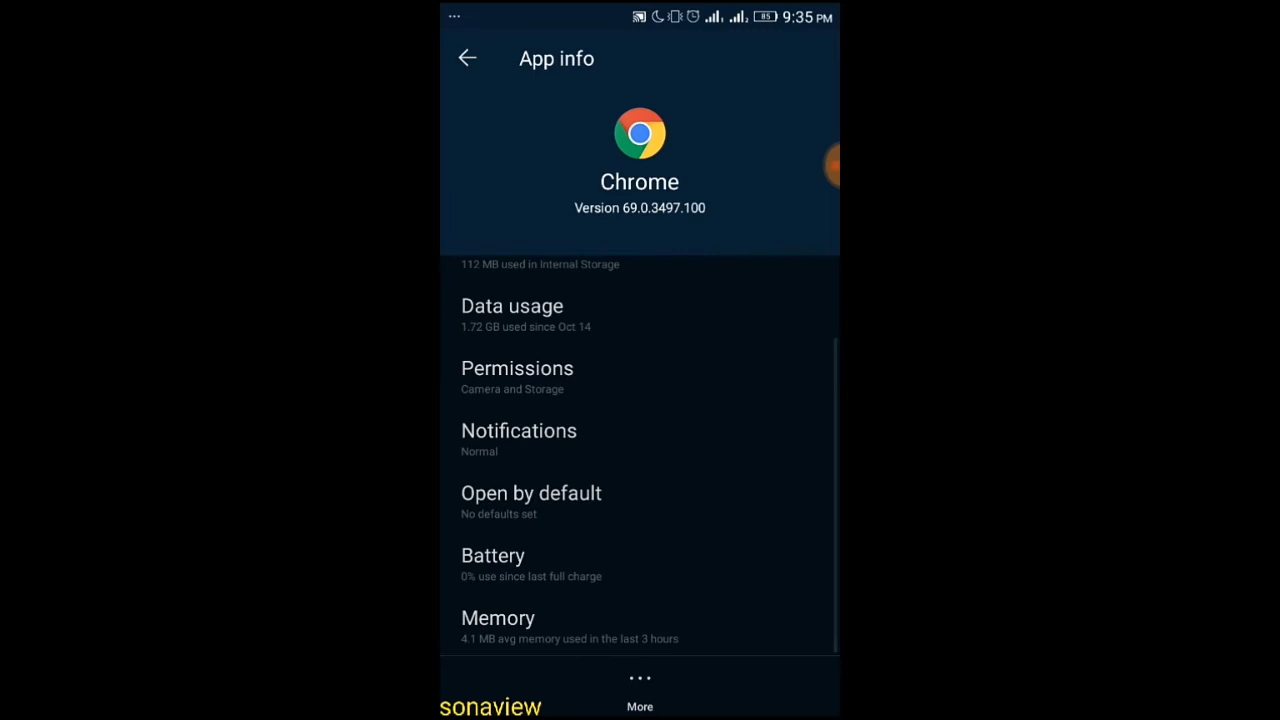 85 9:35 PM
App info
Chrome
Version 69.0.3497.100
112 MB used in Internal Storage
Data usage
1.72 GB used since Oct 14
Permissions
Camera and Storage
Notifications
Normal
Open by default
No defaults set
Battery
0% use since last full charge
Memory
4.1 MB avg memory used in the last 3 hours
More
sonaview